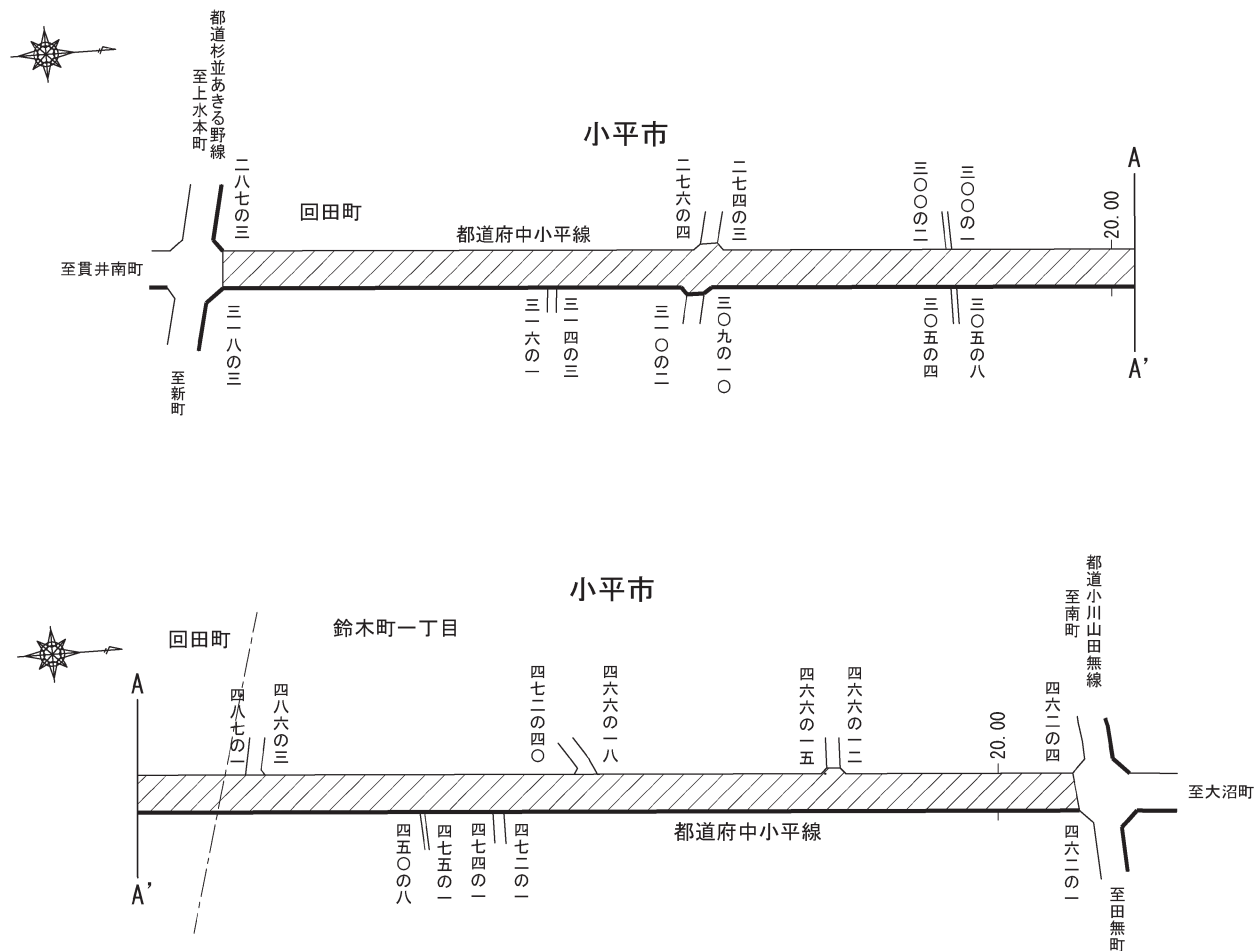 都道杉並あきる野線
至上水本町
小平市
二八七の三
回田町
都道府中小平線
二七六の四
二七四の三
三〇〇の二
三〇〇の一
20.00
A
至貫井南町
三一八の三
至新町
三一六の一
三一四の三
三一〇の二
三〇九の一〇
三〇五の四
三〇五の八
A’
小平市
回田町
鈴木町一丁目
A
四八七の一
四八六の三
四七二の四〇
四六六の一八
四六六の一五
四六六の一二
20.00
四六二の四
都道小川山田無線
至南町
至大沼町
都道府中小平線
A’
四五〇の八
四七五の一
四七四の一
四七二の一
四六二の一
至田無町